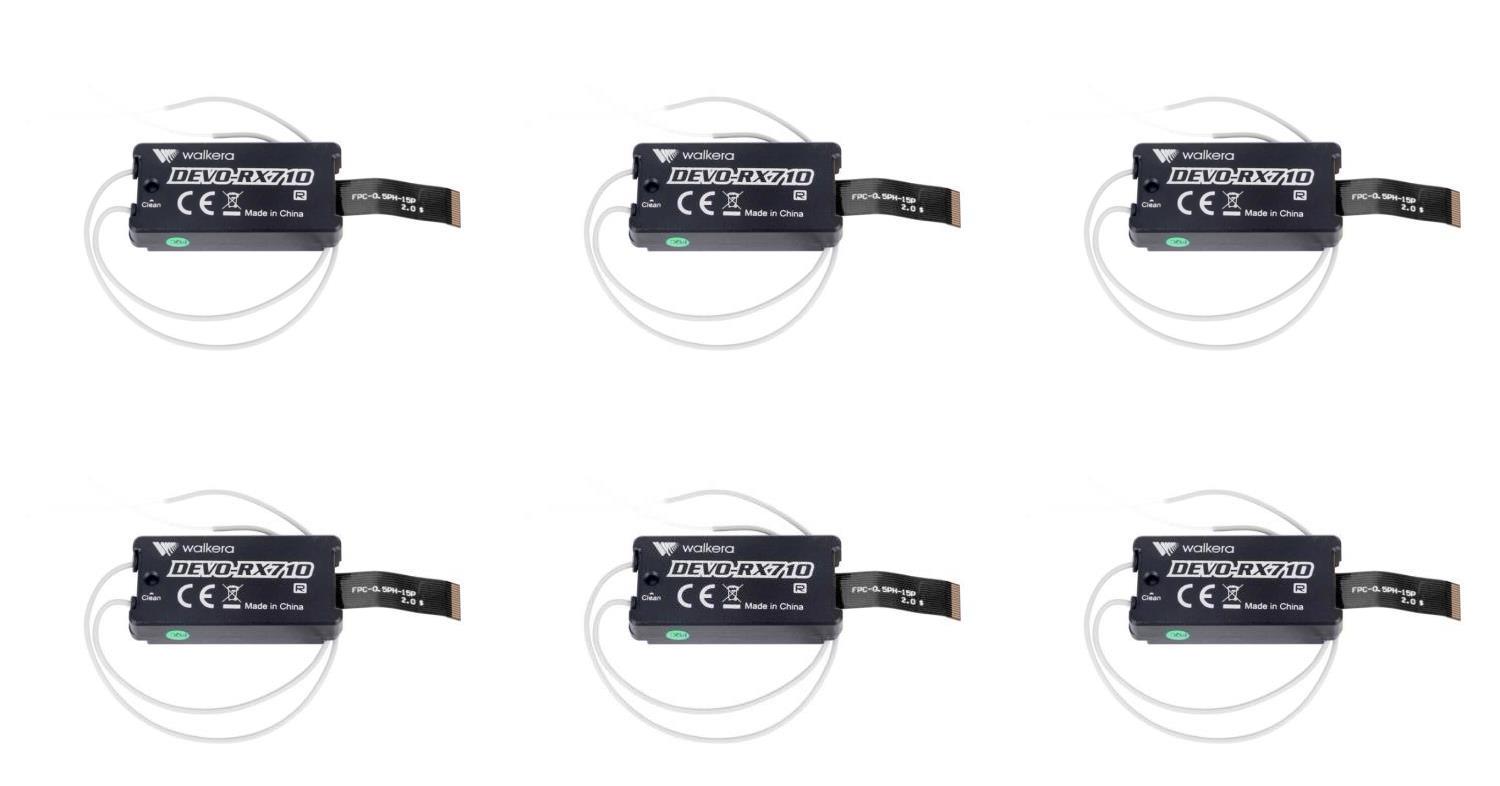 walkera
DEVO-RX710
R
Clean
CE
Made in China
FPC-0.5PH-15P
2.0 $
walkera
DEVO-RX710
R
Clean
CE
Made in China
FPC-0.5PH-15P
2.0 $
walkera
DEVO-RX710
R
Clean
CE
Made in China
FPC-0.5PH-15P
2.0 $
walkera
DEVO-RX710
R
Clean
CE
Made in China
FPC-0.5PH-15P
2.0 $
walkera
DEVO-RX710
R
Clean
CE
Made in China
FPC-0.5PH-15P
2.0 $
walkera
DEVO-RX710
R
Clean
CE
Made in China
FPC-0.5PH-15P
2.0 $